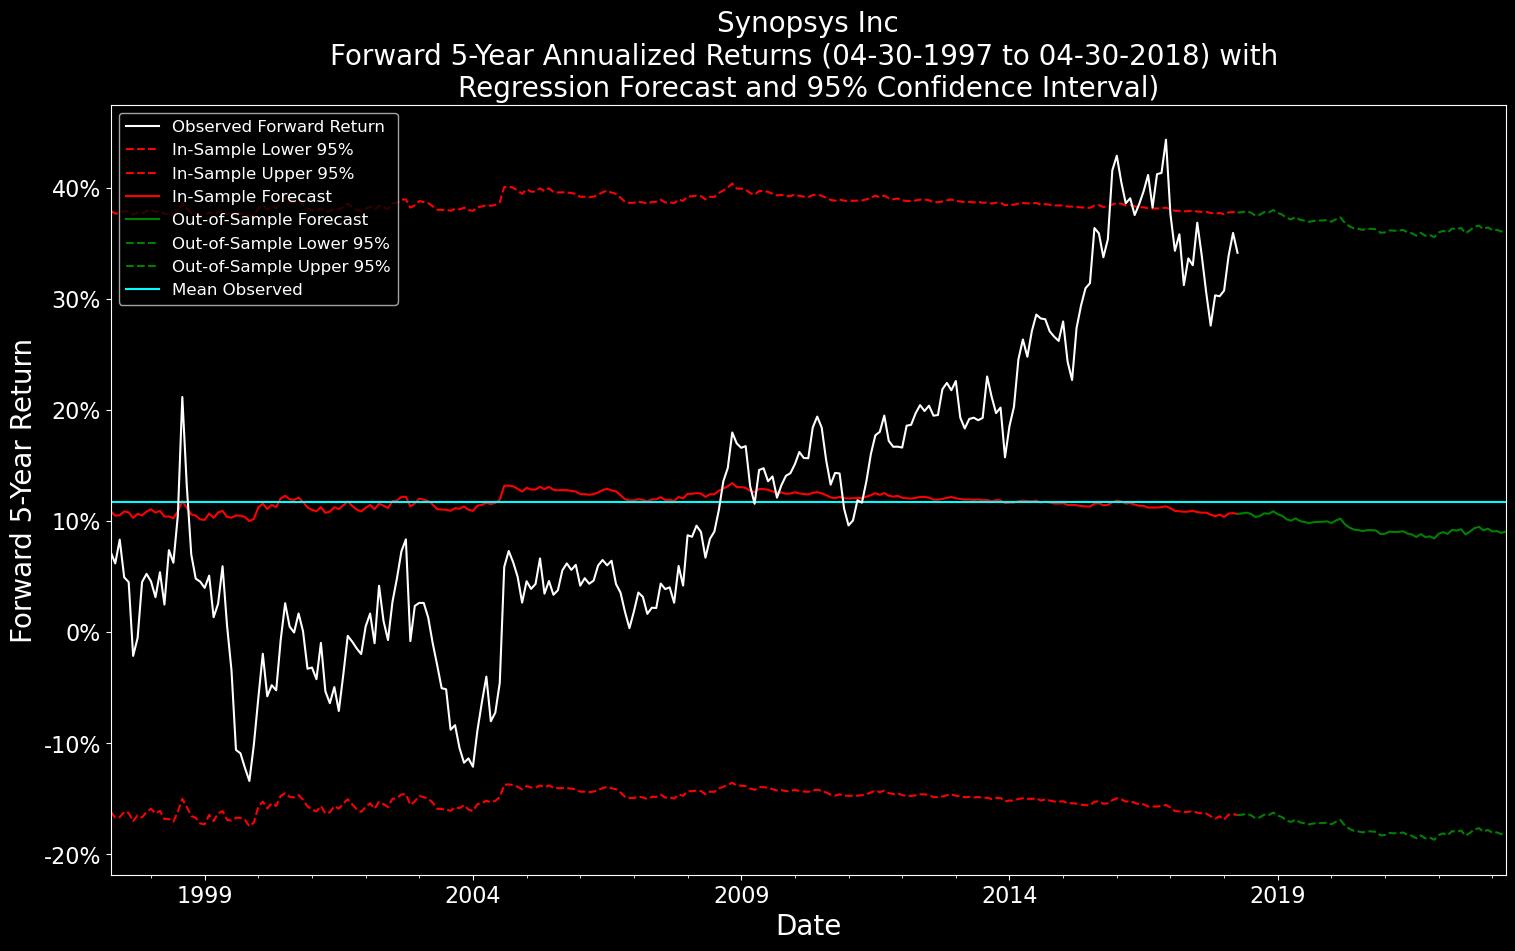 Synopsys Inc
Forward 5-Year Annualized Returns (04-30-1997 to 04-30-2018) with
Regression Forecast and 95% Confidence Interval)
Observed Forward Return
In-Sample Lower 95%
In-Sample Upper 95%
In-Sample Forecast
Out-of-Sample Forecast
Out-of-Sample Lower 95%
Out-of-Sample Upper 95%
Mean Observed
Forward 5-Year Return
40%
30%
20%
10%
0%
-10%
-20%
1999
2004
2009
2014
2019
Date